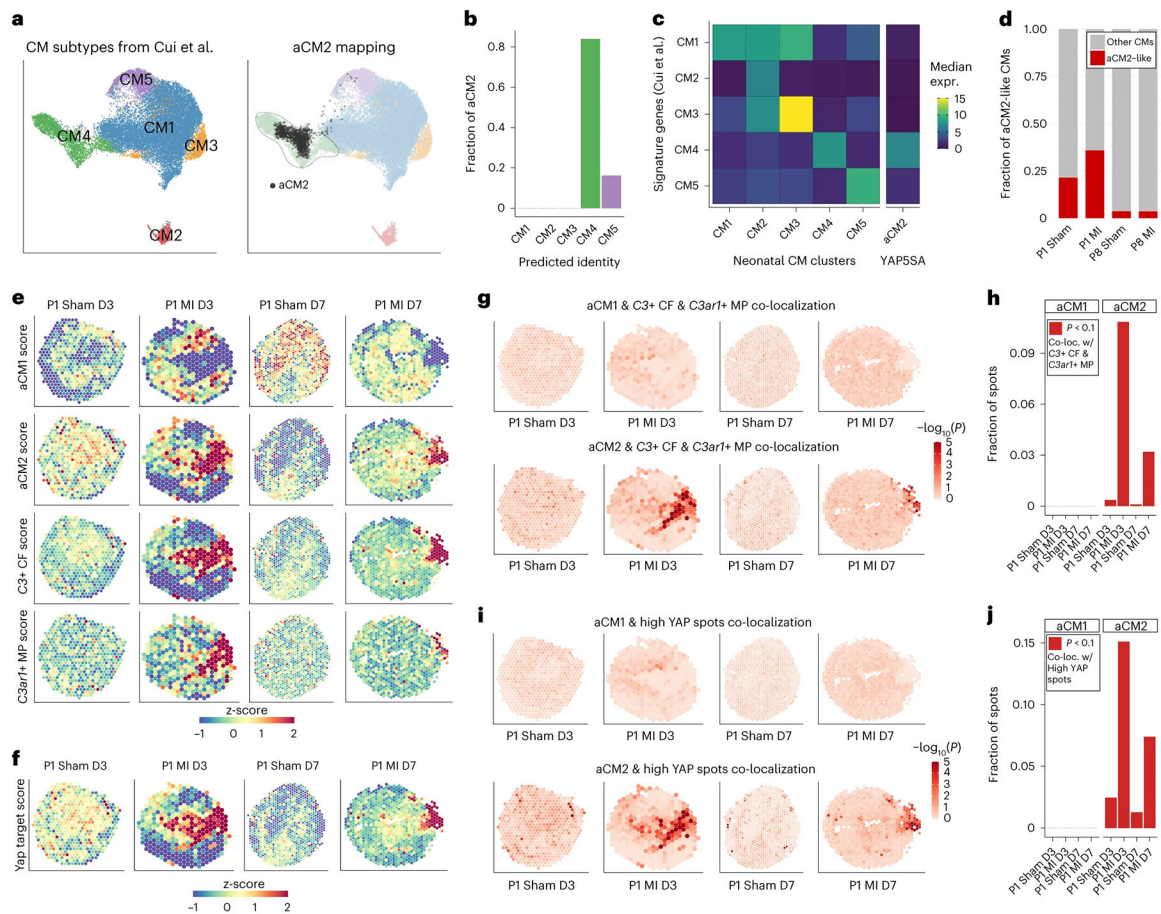 a
CM subtypes from Cui et al.
aCM2 mapping
CM5
CM4
CM1
CM3
CM2
aCM2
b
Fraction of aCM2
0.8
0.6
0.4
0.2
0
CM1
CM2
CM3
CM4
CM5
Predicted identity
c
Signature genes (Cui et al.)
CM1
CM2
CM3
CM4
CM5
CM1
CM2
CM3
CM4
CM5
aCM2
Neonatal CM clusters
YAP5SA
Median
expr.
15
10
5
0
d
Fraction of aCM2-like CMs
1.00
0.75
0.50
0.25
0
Other CMs
aCM2-like
P1 Sham
P1 MI
P8 Sham
P8 MI
e
P1 Sham D3
P1 MI D3
P1 Sham D7
P1 MI D7
aCM1 score
aCM2 score
C3+ CF score
C3ar1+ MP score
z-score
−1
0
1
2
f
P1 Sham D3
P1 MI D3
P1 Sham D7
P1 MI D7
Yap target score
z-score
−1
0
1
2
g
aCM1 & C3+ CF & C3ar1+ MP co-localization
P1 Sham D3
P1 MI D3
P1 Sham D7
P1 MI D7
aCM2 & C3+ CF & C3ar1+ MP co-localization
−log10(P)
5
4
3
2
1
0
P1 Sham D3
P1 MI D3
P1 Sham D7
P1 MI D7
h
aCM1
aCM2
P < 0.1
Co-loc. w/
C3+ CF &
C3ar1+ MP
Fraction of spots
0.09
0.06
0.03
0
P1 Sham D3
P1 MI D3
P1 Sham D7
P1 MI D7
P1 Sham D3
P1 MI D3
P1 Sham D7
P1 MI D7
i
aCM1 & high YAP spots co-localization
P1 Sham D3
P1 MI D3
P1 Sham D7
P1 MI D7
aCM2 & high YAP spots co-localization
−log10(P)
5
4
3
2
1
0
P1 Sham D3
P1 MI D3
P1 Sham D7
P1 MI D7
j
aCM1
aCM2
P < 0.1
Co-loc. w/
High YAP
spots
Fraction of spots
0.15
0.10
0.05
0
P1 Sham D3
P1 MI D3
P1 Sham D7
P1 MI D7
P1 Sham D3
P1 MI D3
P1 Sham D7
P1 MI D7